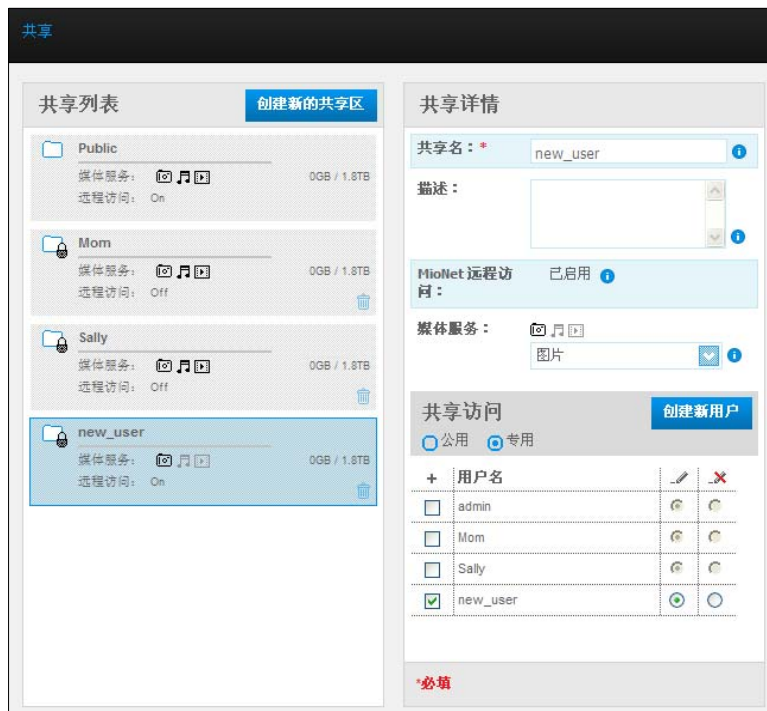 共享
共享列表
创建新的共享区
Public
媒体服务:
0GB / 1.8TB
远程访问: On
Mom
媒体服务:
0GB / 1.8TB
远程访问: Off
Sally
媒体服务:
0GB / 1.8TB
远程访问: Off
new_user
媒体服务:
0GB / 1.8TB
远程访问: On
共享详情
共享名：*
new_user
描述：
MioNet 远程访
问：
已启用
媒体服务：
图片
共享访问
创建新用户
公用 专用
+ 用户名
admin
Mom
Sally
new_user
*必填